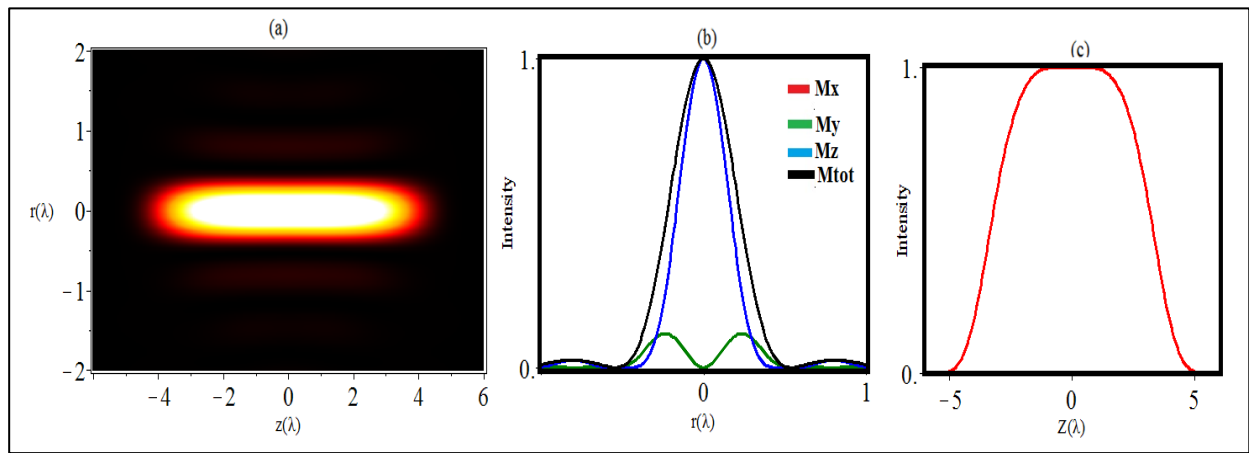 (a)
2
1
r(λ) 0
−1
−2
−4 −2 0 2 4 6
z(λ)
(b)
1.
Intensity
0.
0 1
r(λ)
Mx
My
Mz
Mtot
(c)
1.
Intensity
0.
−5 0 5
Z(λ)